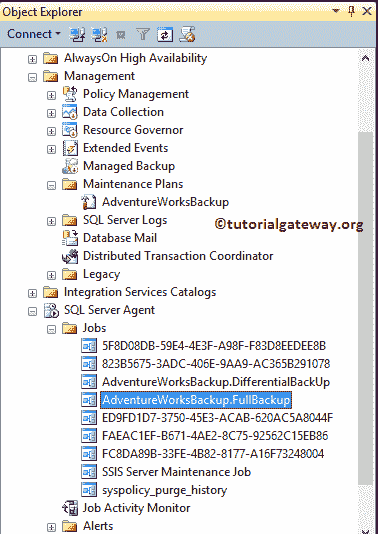 Object Explorer
Connect
AlwaysOn High Availability
Management
Policy Management
Data Collection
Resource Governor
Extended Events
Managed Backup
Maintenance Plans
AdventureWorksBackup
SQL Server Logs
©tutorialgateway.org
Database Mail
Distributed Transaction Coordinator
Legacy
Integration Services Catalogs
SQL Server Agent
Jobs
5F8D08DB-59E4-4E3F-A98F-F83D8EEDEE8B
823B5675-3ADC-406E-9AA9-AC365B291078
AdventureWorksBackup.DifferentialBackUp
AdventureWorksBackup.FullBackup
ED9FD1D7-3750-45E3-ACAB-620AC5A8044F
FAEAC1EF-B671-4AE2-8C75-92562C15EB86
FC8DA89B-33FE-4B82-8177-A16F73248004
SSIS Server Maintenance Job
syspolicy_purge_history
Job Activity Monitor
Alerts